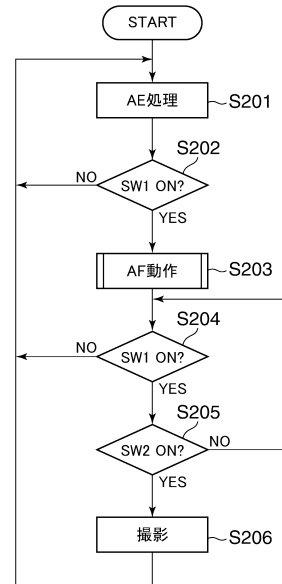 START
AE処理
S201
S202
NO
SW1 ON?
YES
AF動作
S203
S204
NO
SW1 ON?
YES
S205
SW2 ON?
NO
YES
撮影
S206